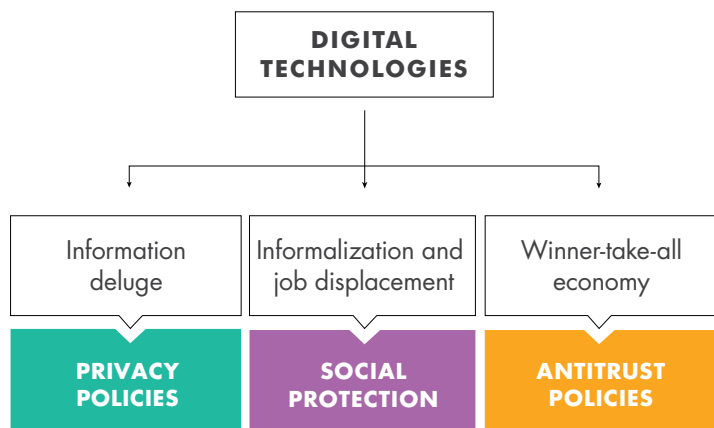 DIGITAL
TECHNOLOGIES
Information
deluge
Informalization and
job displacement
Winner-take-all
economy
PRIVACY
POLICIES
SOCIAL
PROTECTION
ANTITRUST
POLICIES